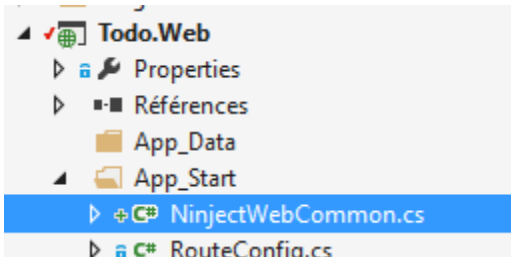 Todo.Web
Properties
Références
App_Data
App_Start
C# NinjectWebCommon.cs
C# RouteConfig.cs